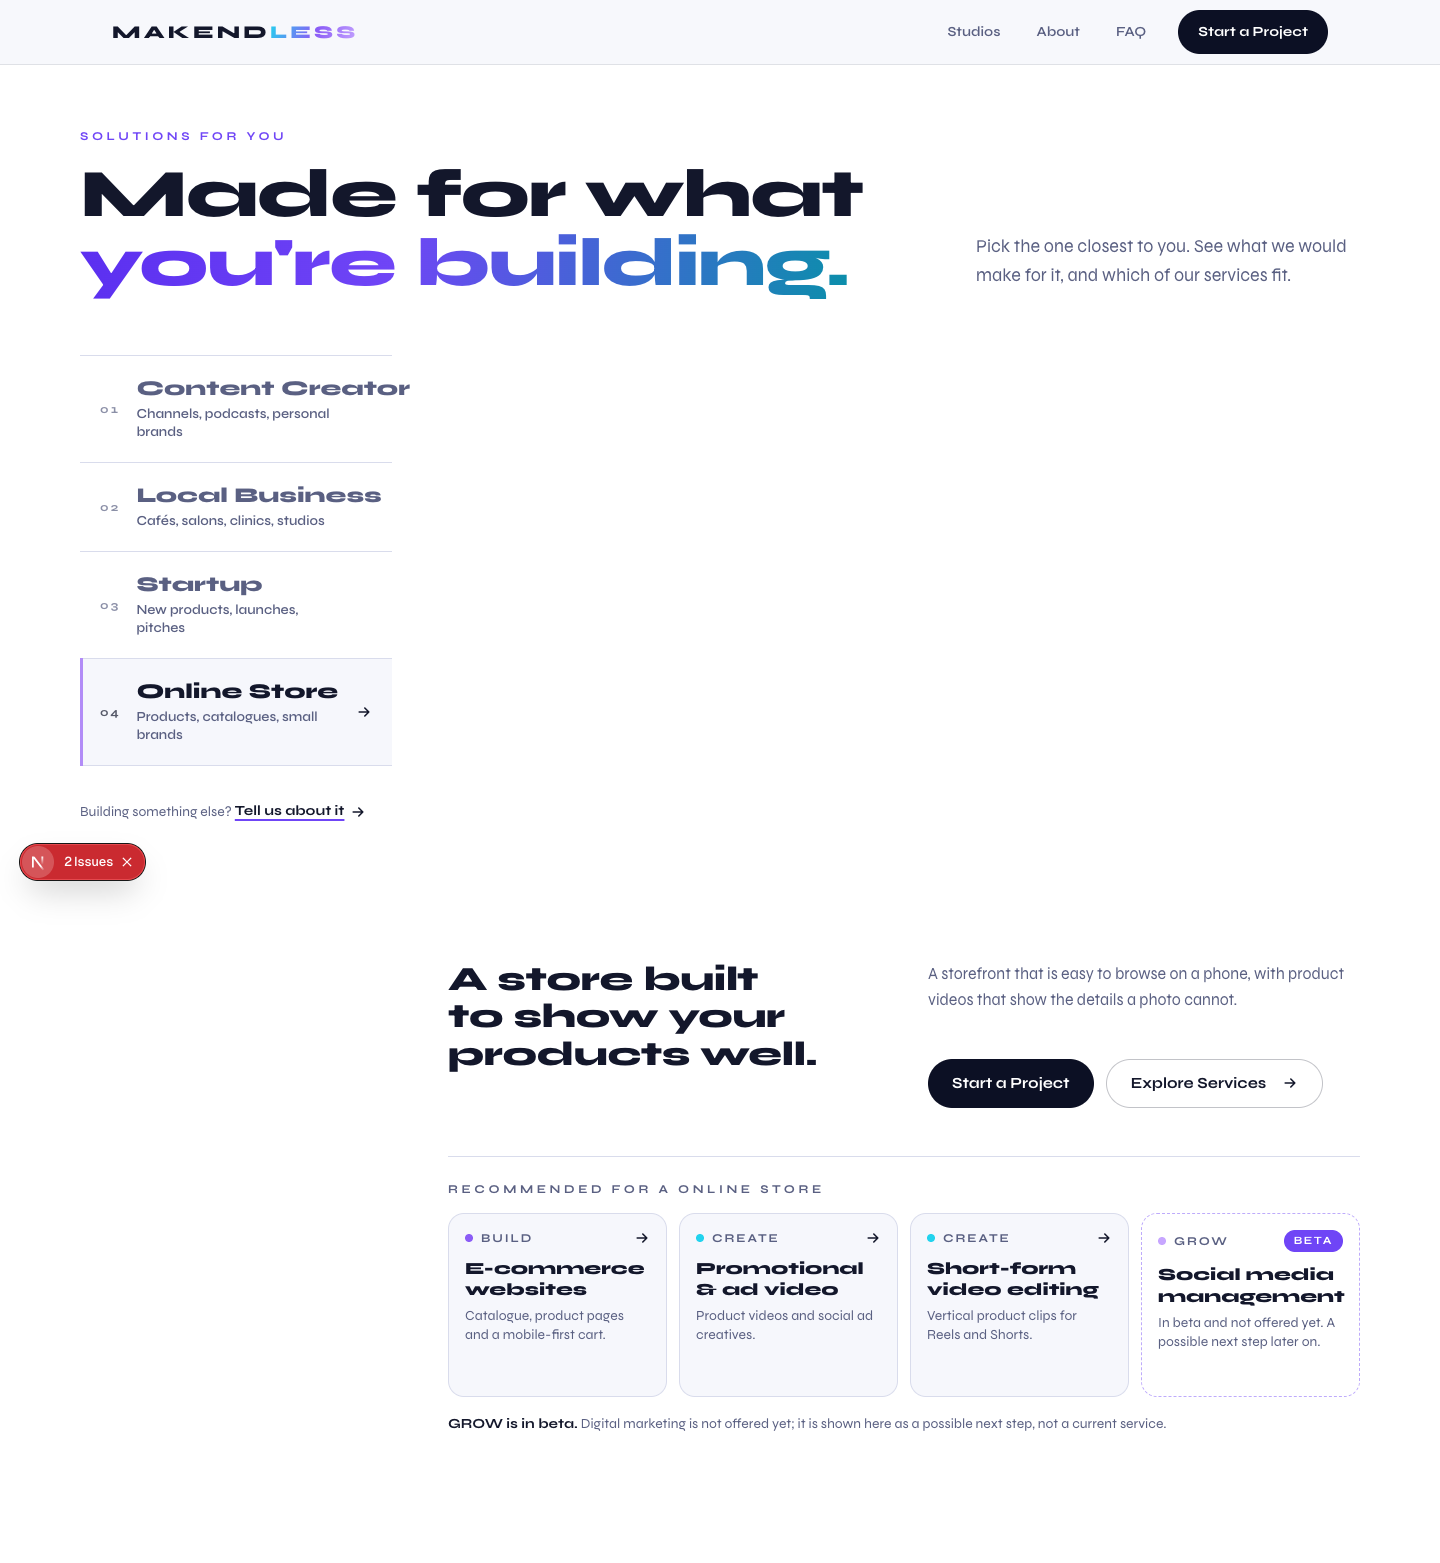 MAKENDLESS
Studios
About
FAQ
Start a Project
SOLUTIONS FOR YOU
Made for what
you're building.
Pick the one closest to you. See what we would
make for it, and which of our services fit.
01
Content Creator
Channels, podcasts, personal
brands
02
Local Business
Cafés, salons, clinics, studios
03
Startup
New products, launches,
pitches
04
Online Store
Products, catalogues, small
brands
Building something else? Tell us about it →
N 2 Issues ×
A store built
to show your
products well.
A storefront that is easy to browse on a phone, with product
videos that show the details a photo cannot.
Start a Project
Explore Services →
RECOMMENDED FOR A ONLINE STORE
BUILD →
E-commerce
websites
Catalogue, product pages
and a mobile-first cart.
CREATE →
Promotional
& ad video
Product videos and social ad
creatives.
CREATE →
Short-form
video editing
Vertical product clips for
Reels and Shorts.
GROW BETA
Social media
management
In beta and not offered yet. A
possible next step later on.
GROW is in beta. Digital marketing is not offered yet; it is shown here as a possible next step, not a current service.